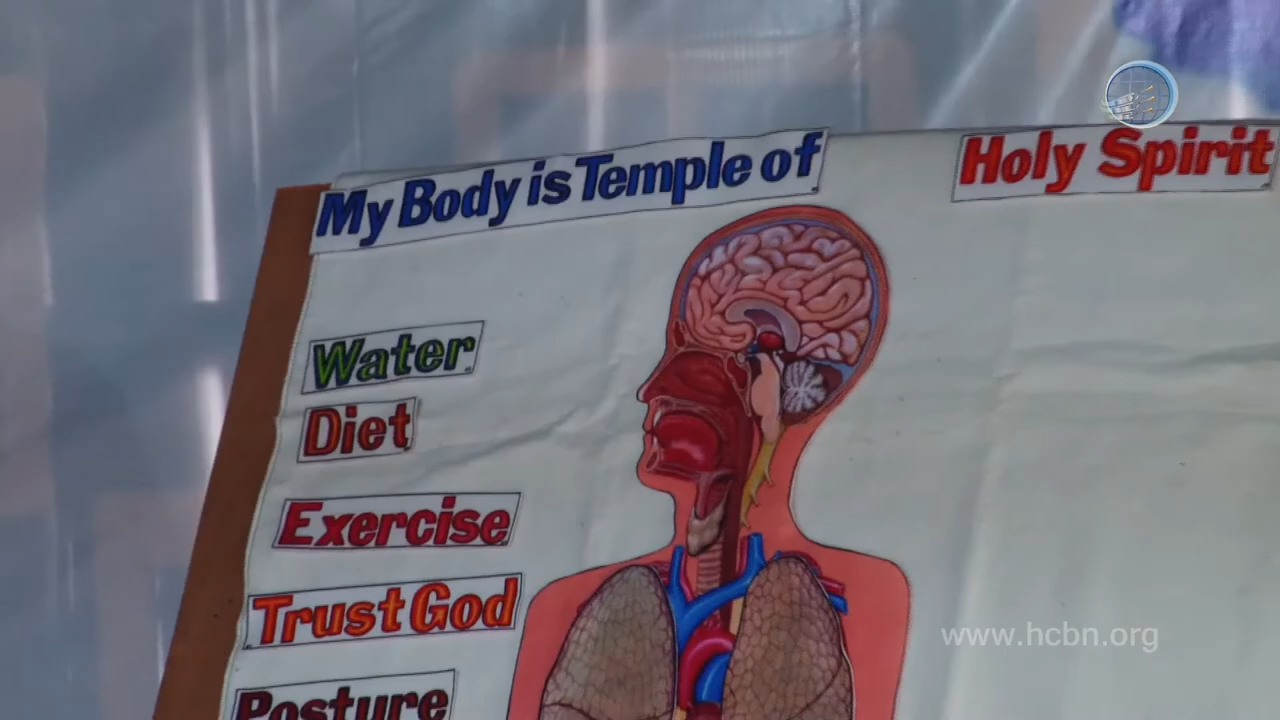 My Body is Temple of Holy Spirit
Water
Diet
Exercise
Trust God
Posture
www.hcbn.org